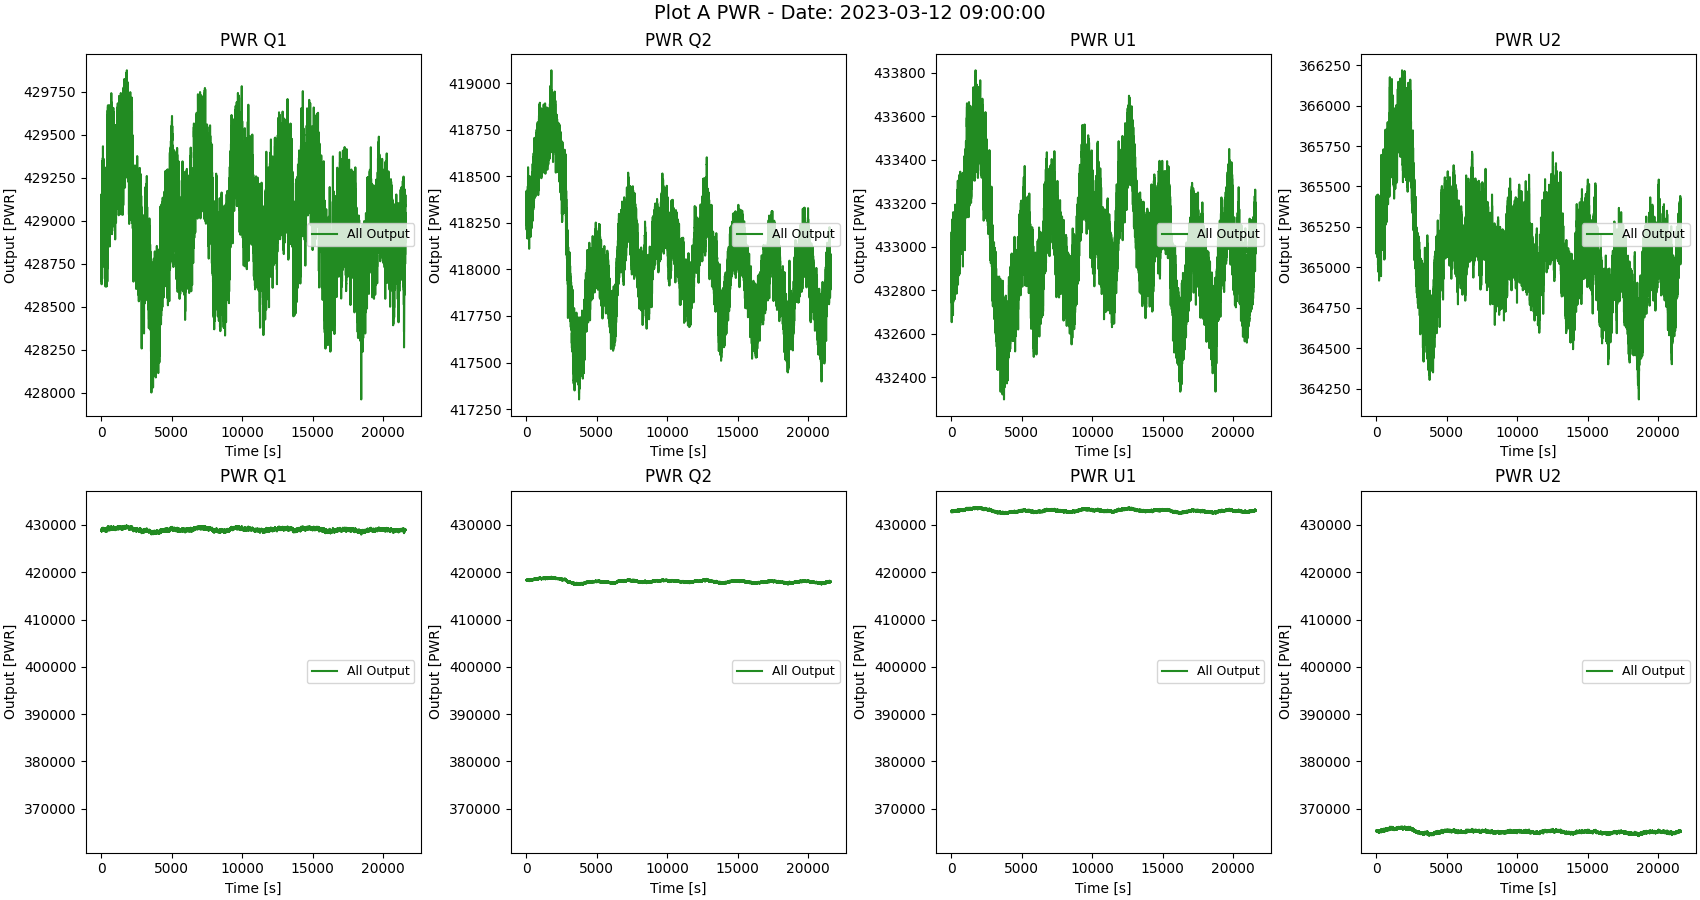 Plot A PWR - Date: 2023-03-12 09:00:00
PWR Q1
PWR Q2
PWR U1
PWR U2
Output [PWR]
429750
429500
429250
429000
428750
428500
428250
428000
All Output
0 5000 10000 15000 20000
Time [s]
Output [PWR]
419000
418750
418500
418250
418000
417750
417500
417250
All Output
0 5000 10000 15000 20000
Time [s]
Output [PWR]
433800
433600
433400
433200
433000
432800
432600
432400
All Output
0 5000 10000 15000 20000
Time [s]
Output [PWR]
366250
366000
365750
365500
365250
365000
364750
364500
364250
All Output
0 5000 10000 15000 20000
Time [s]
PWR Q1
PWR Q2
PWR U1
PWR U2
Output [PWR]
430000
420000
410000
400000
390000
380000
370000
All Output
0 5000 10000 15000 20000
Time [s]
Output [PWR]
430000
420000
410000
400000
390000
380000
370000
All Output
0 5000 10000 15000 20000
Time [s]
Output [PWR]
430000
420000
410000
400000
390000
380000
370000
All Output
0 5000 10000 15000 20000
Time [s]
Output [PWR]
430000
420000
410000
400000
390000
380000
370000
All Output
0 5000 10000 15000 20000
Time [s]